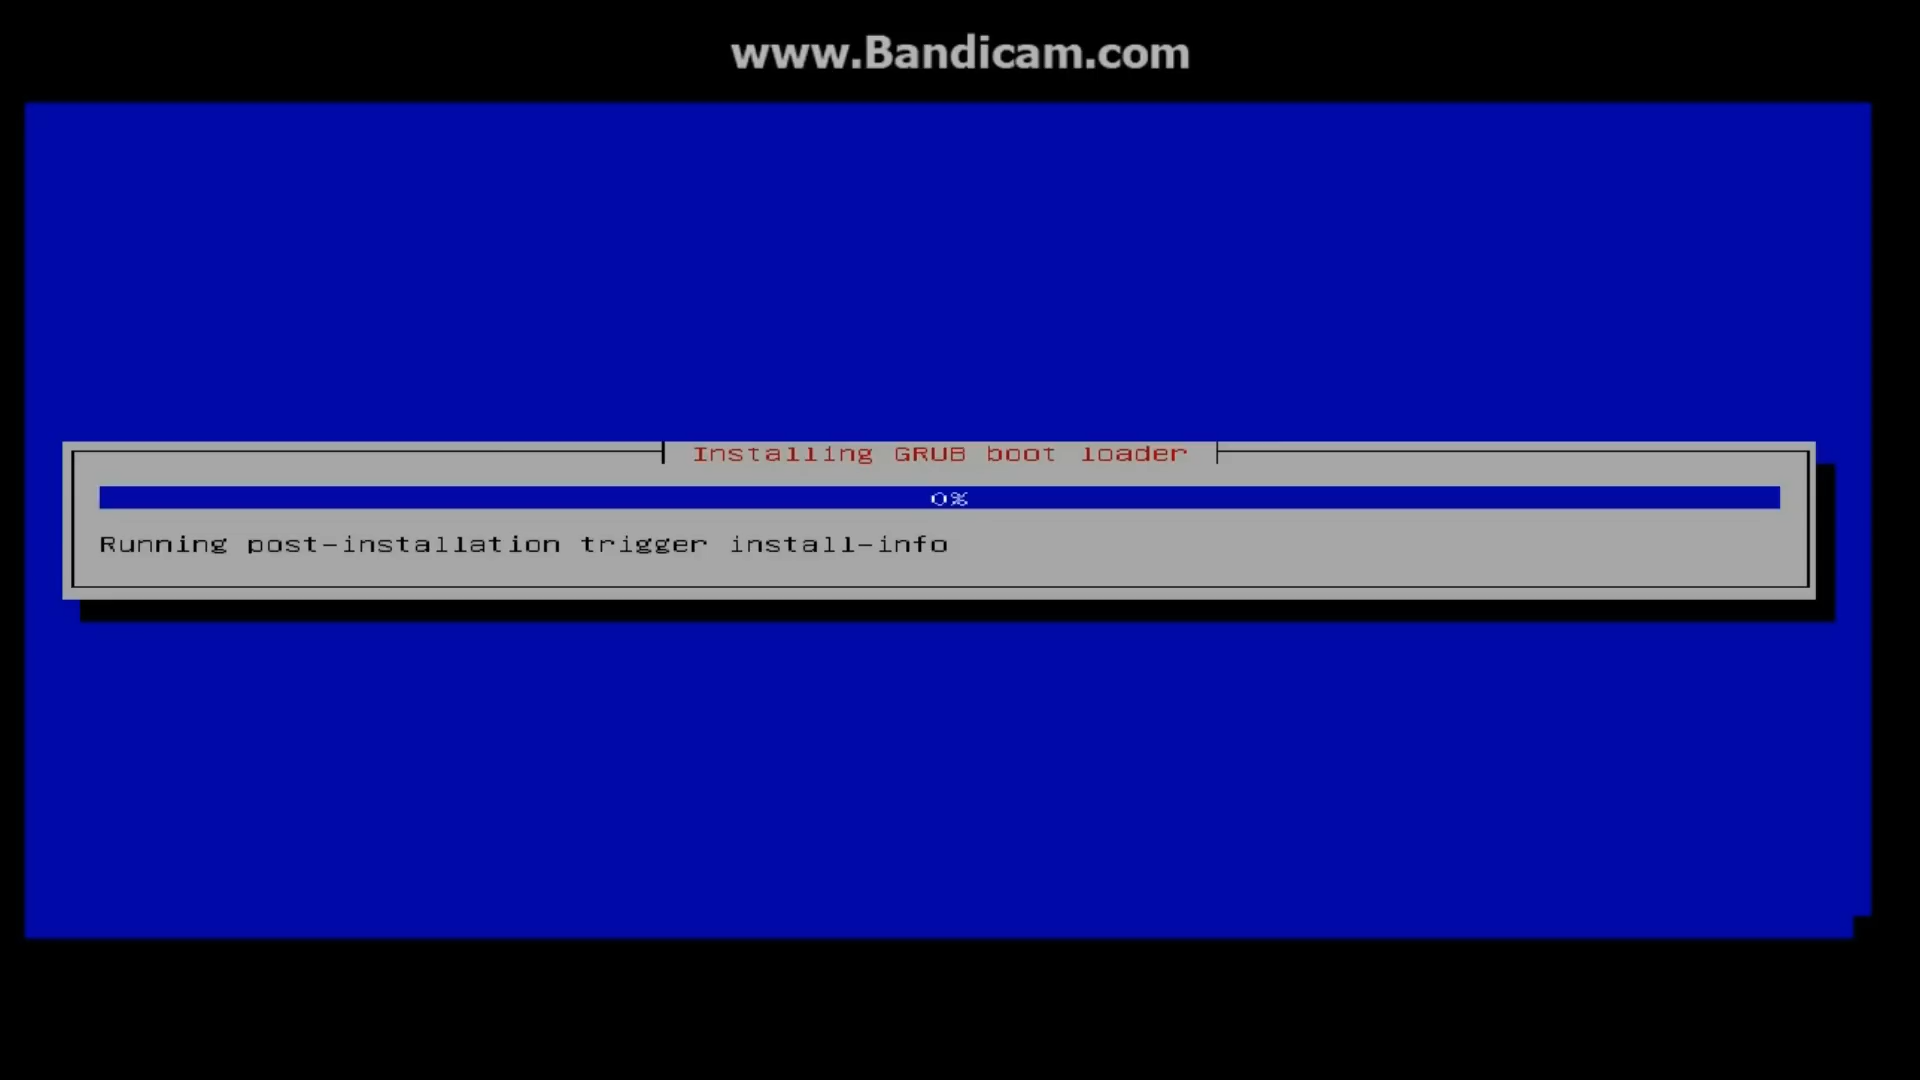 www.Bandicam.com
Installing GRUB boot loader
0%
Running post-installation trigger install-info